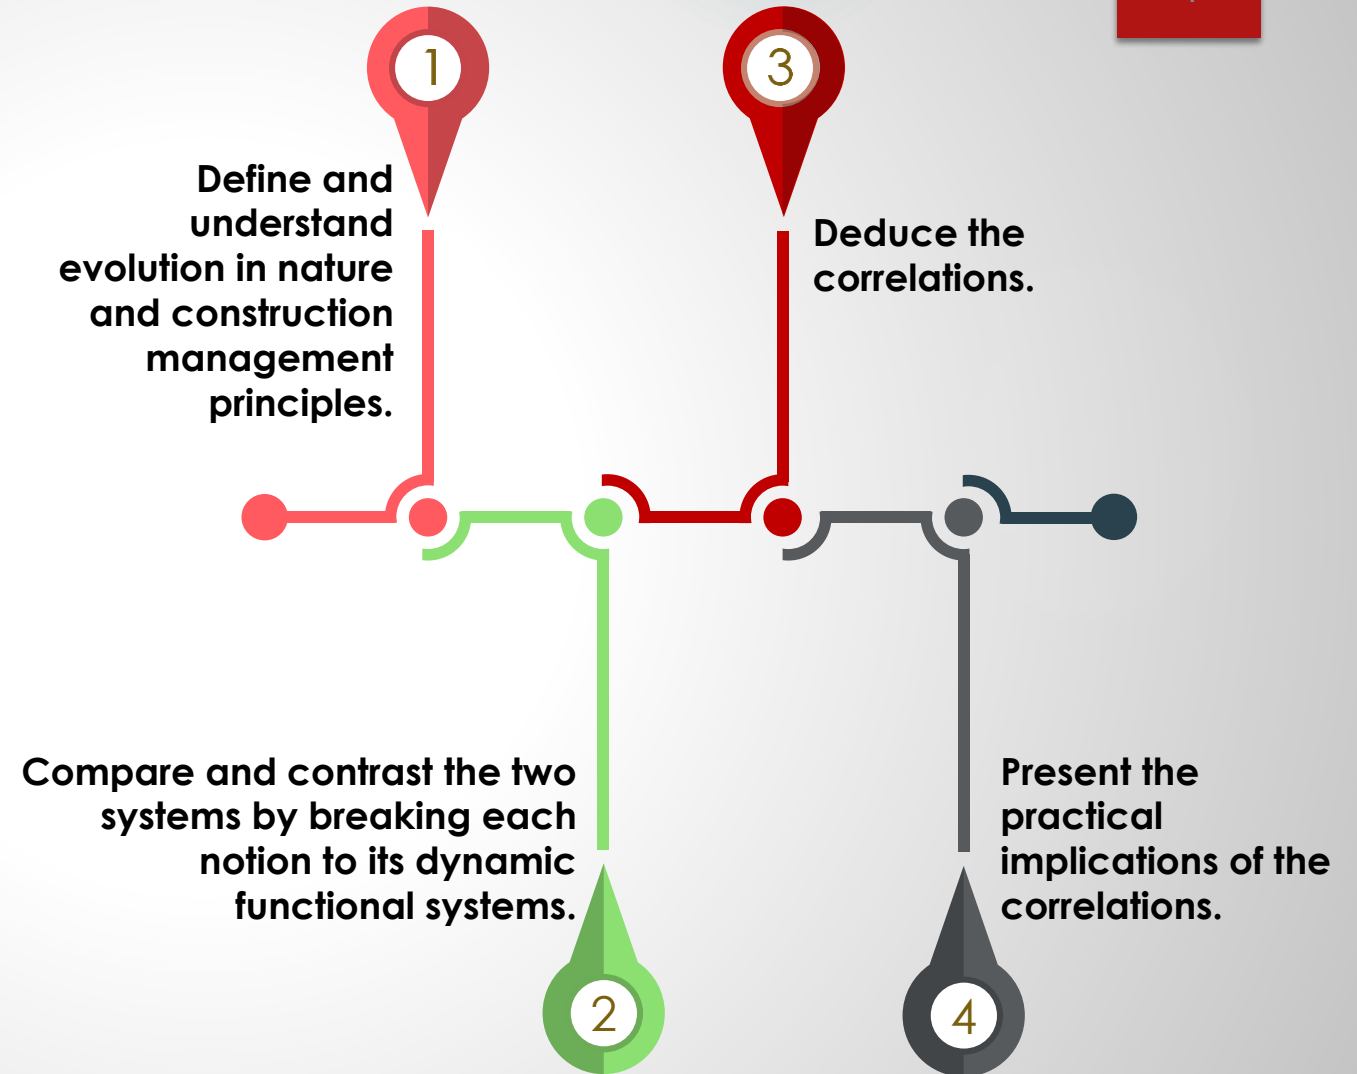 1
Define and
understand
evolution in nature
and construction
management
principles.
3
Deduce the
correlations.
Compare and contrast the two
systems by breaking each
notion to its dynamic
functional systems.
2
Present the
practical
implications of the
correlations.
4